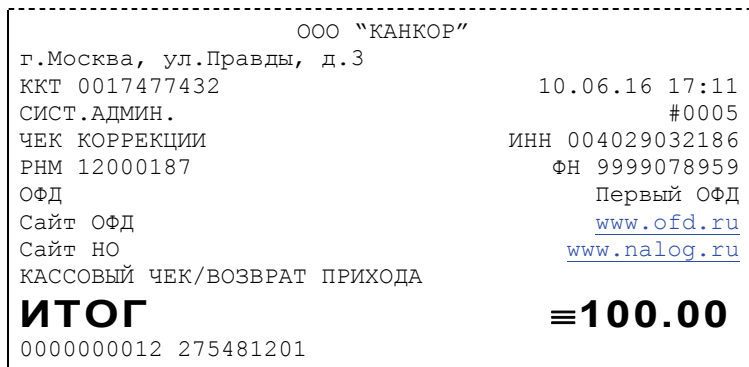 ООО “КАНКОР”
г.Москва, ул.Правды, д.3
ККТ 0017477432 10.06.16 17:11
СИСТ.АДМИН. #0005
ЧЕК КОРРЕКЦИИ ИНН 004029032186
РНМ 12000187 ФН 9999078959
ОФД Первый ОФД
Сайт ОФД www.ofd.ru
Сайт НО www.nalog.ru
КАССОВЫЙ ЧЕК/ВОЗВРАТ ПРИХОДА
ИТОГ ≡100.00
0000000012 275481201